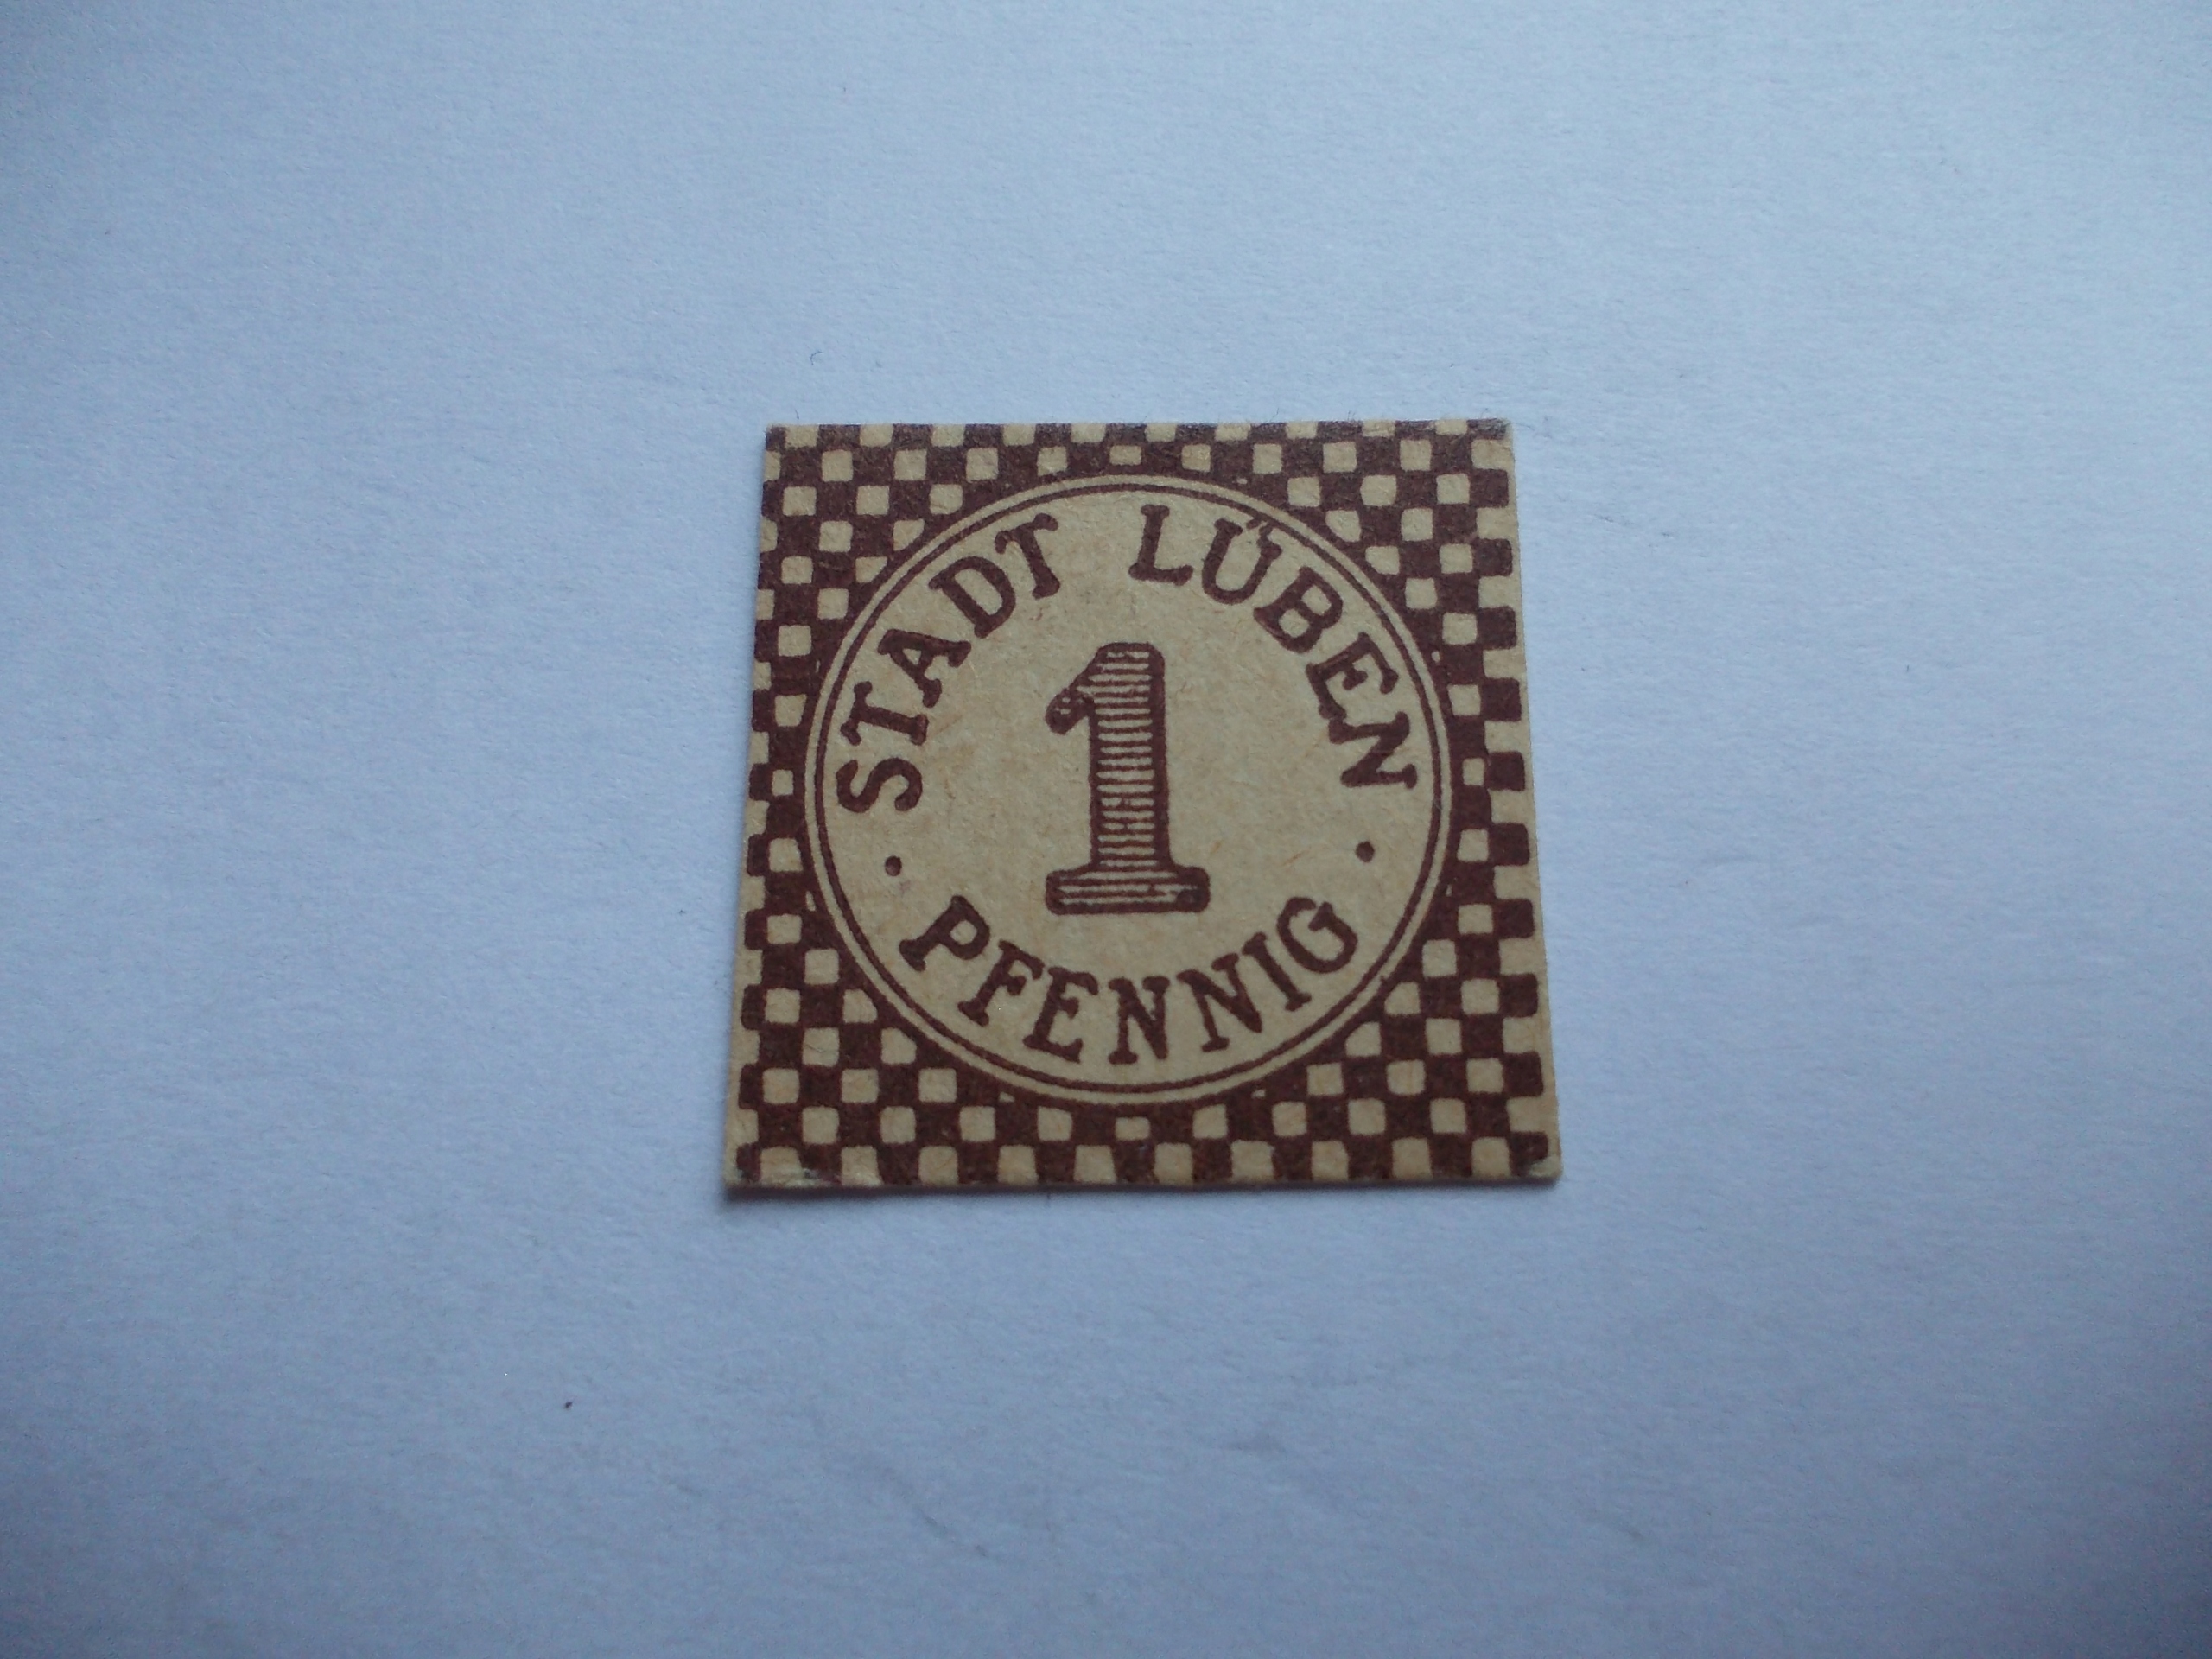 STADT LÜBEN
1
· PFENNIG ·